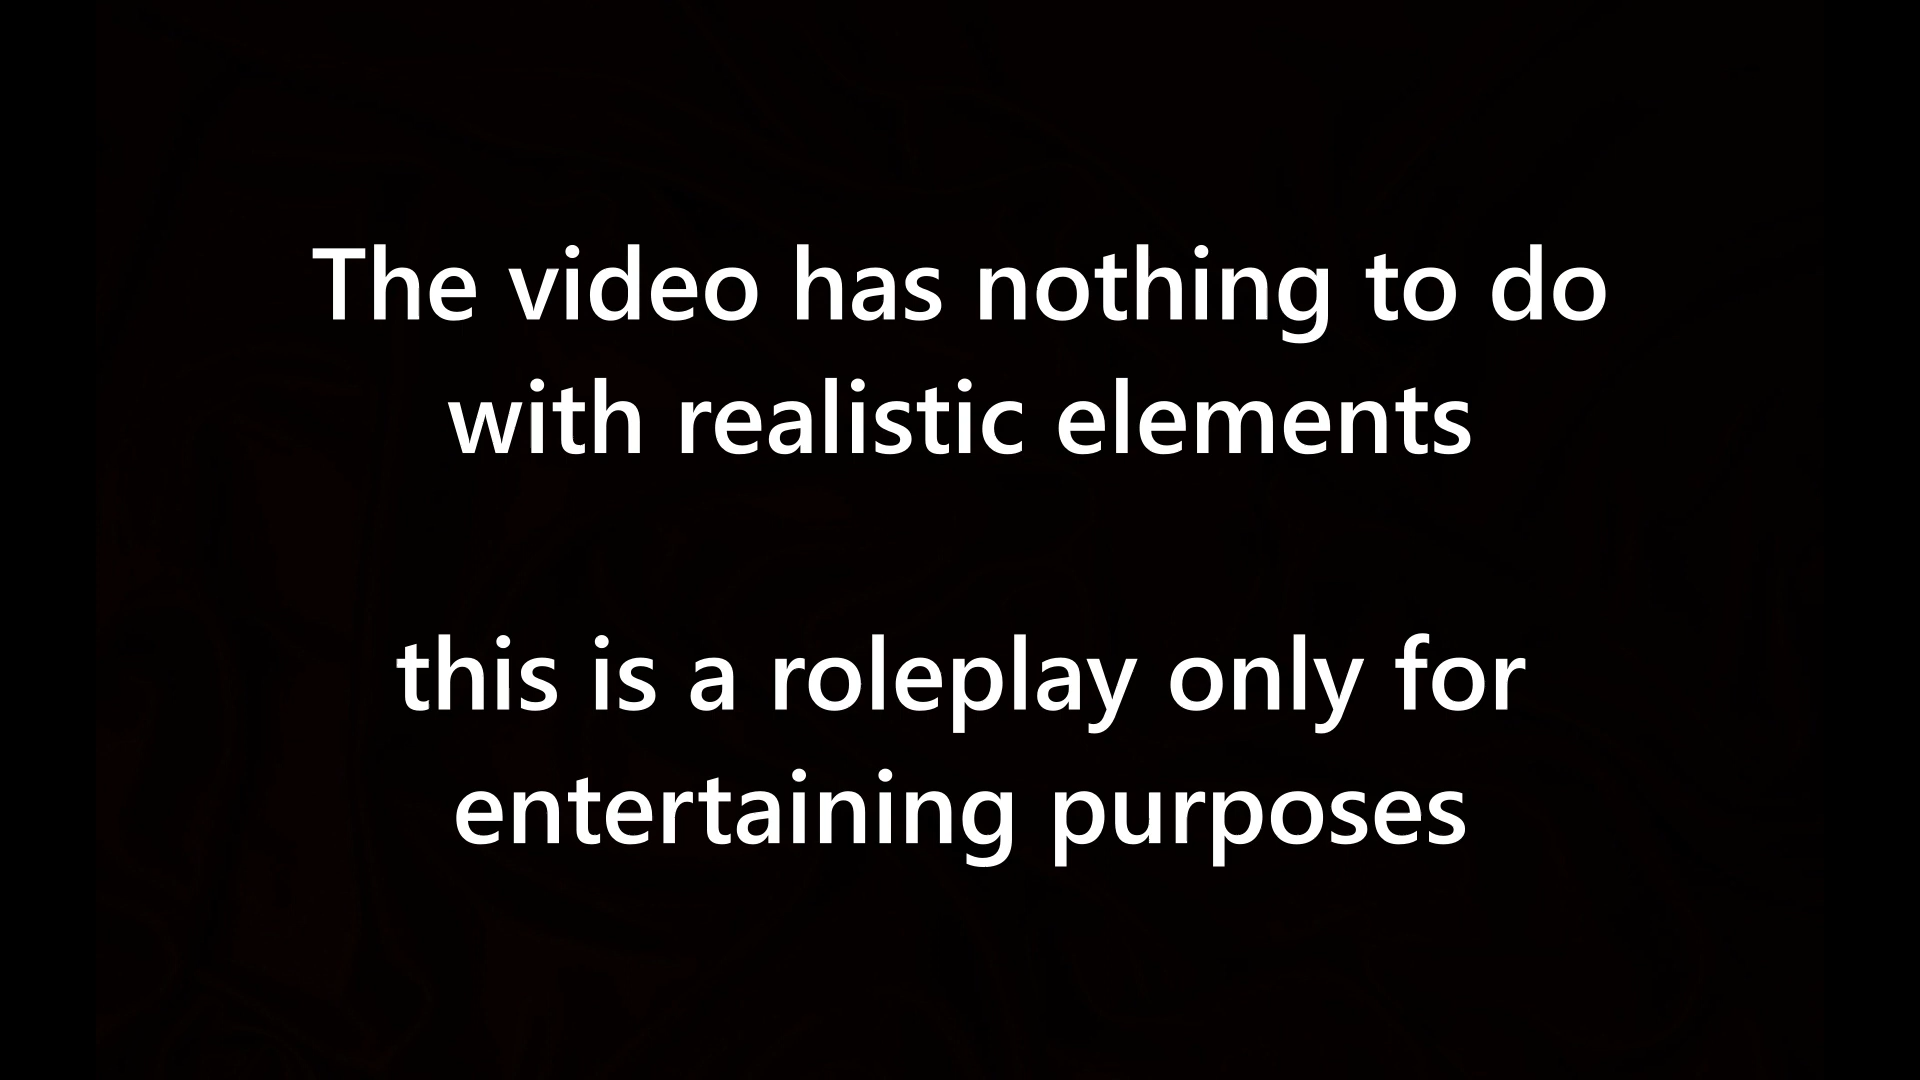 The video has nothing to do
with realistic elements
this is a roleplay only for
entertaining purposes